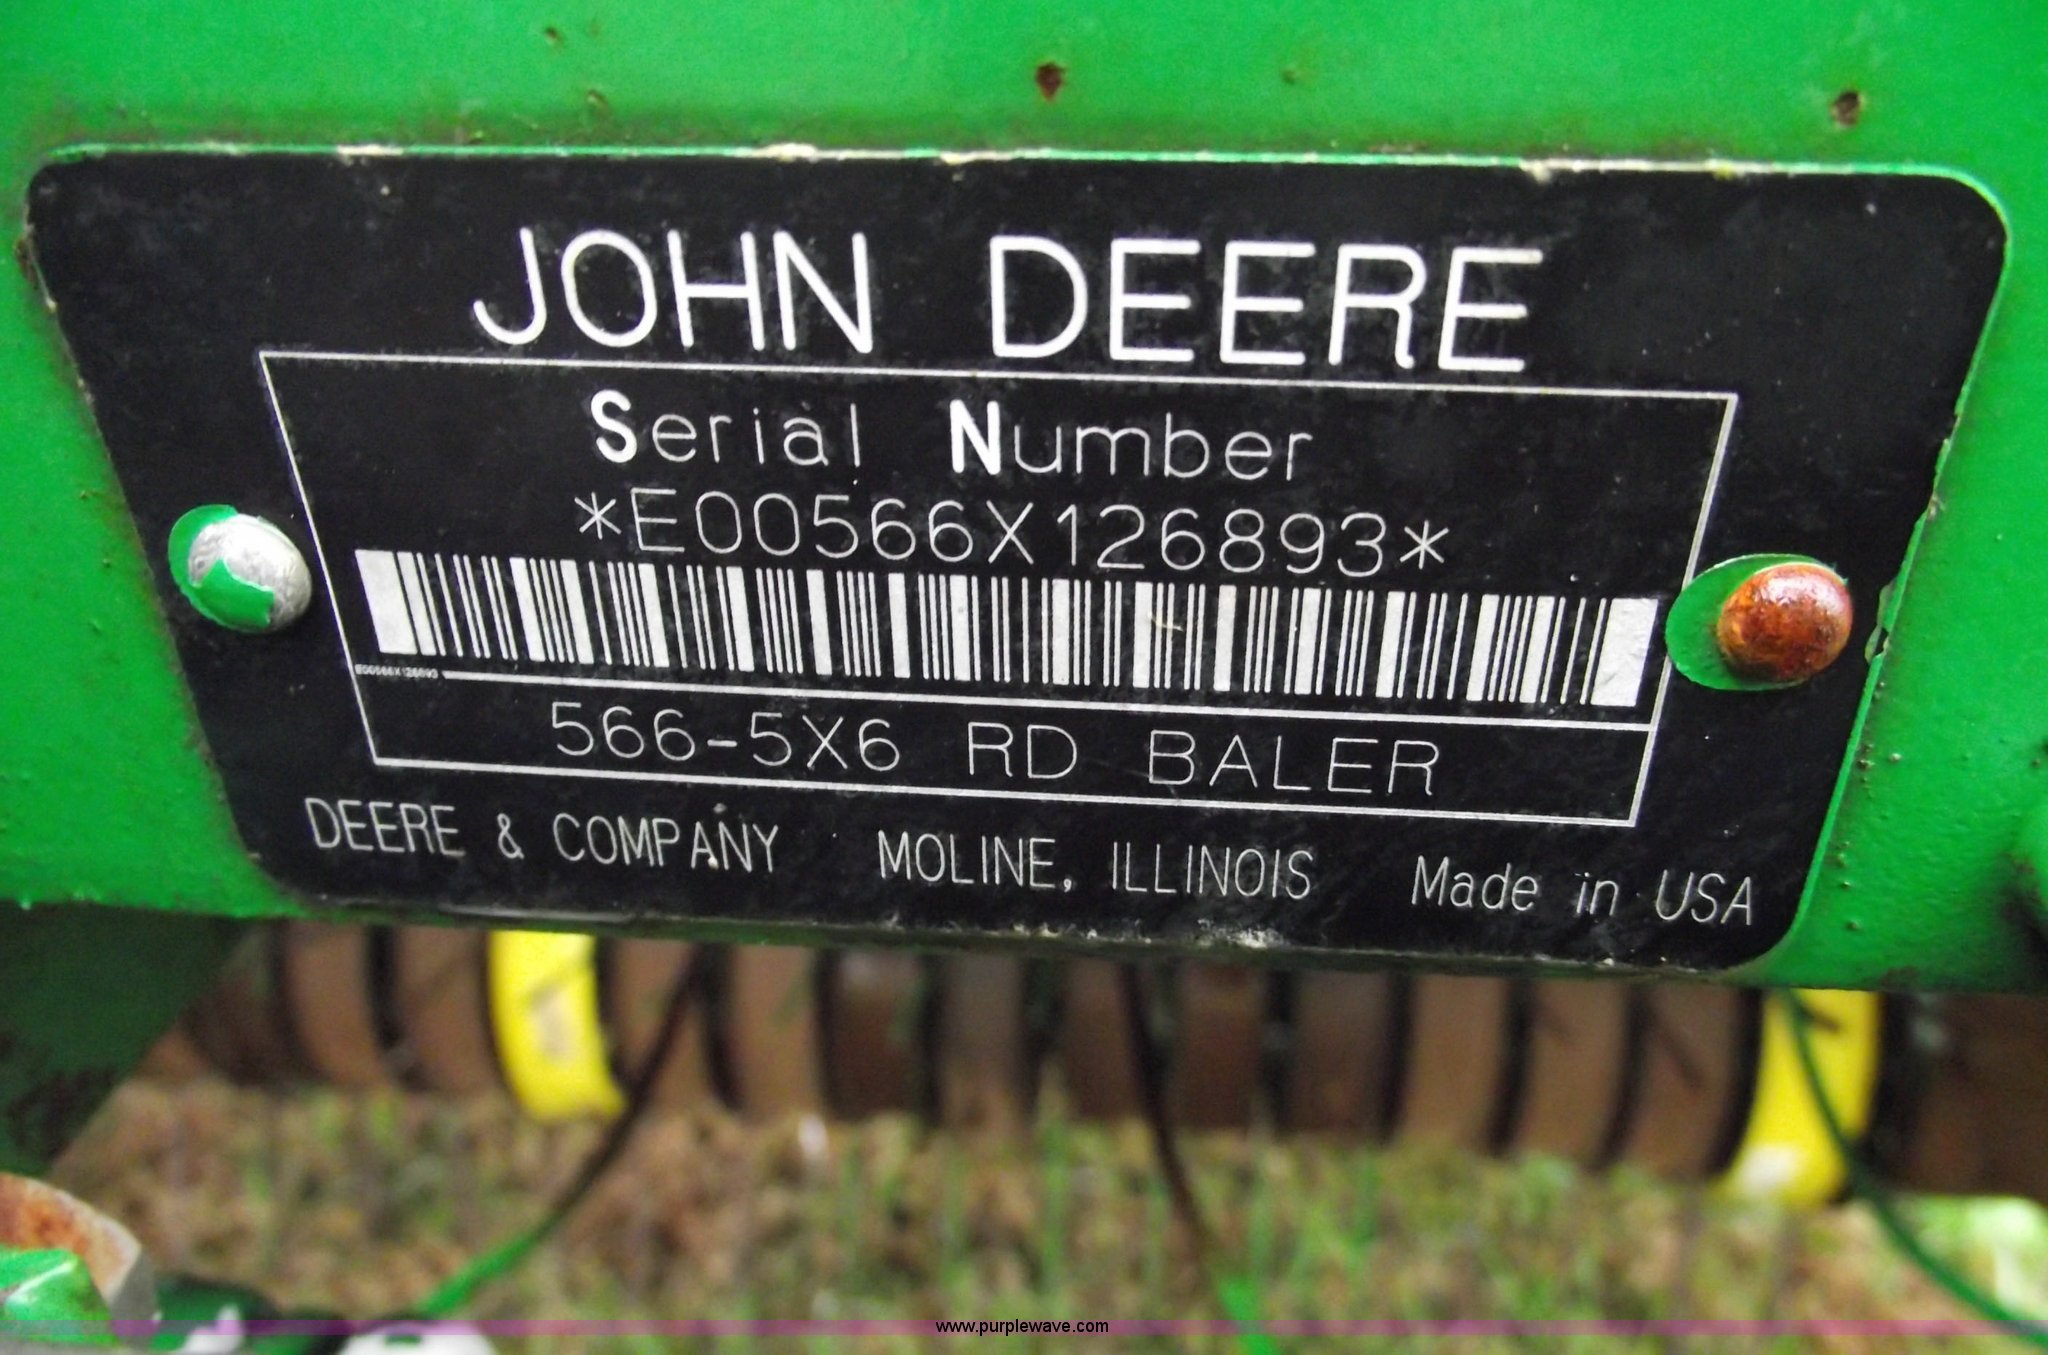 JOHN DEERE
Serial Number
*E00566X126893*
E00566X126893
566-5X6 RD BALER
DEERE & COMPANY MOLINE, ILLINOIS Made in USA
www.purplewave.com